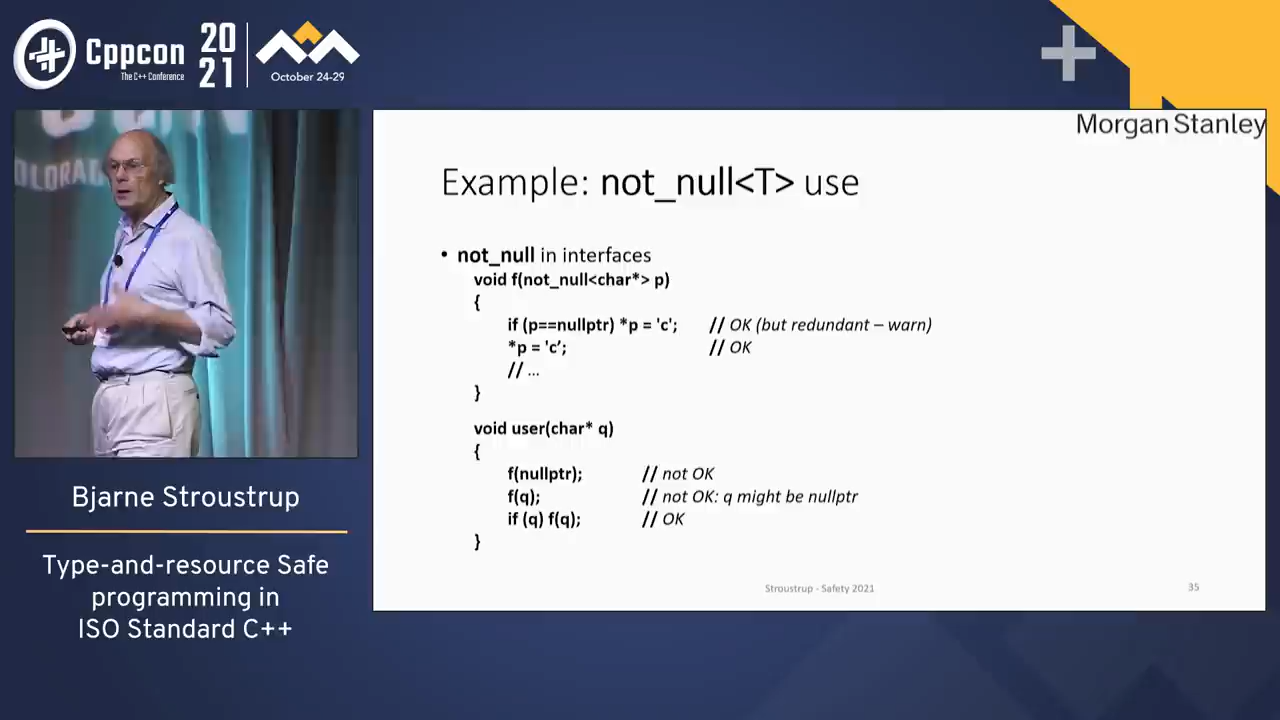 Cppcon
The C++ Conference
20
21
October 24-29
Morgan Stanley
Example: not_null<T> use
• not_null in interfaces
void f(not_null<char*> p)
{
if (p==nullptr) *p = 'c'; // OK (but redundant – warn)
*p = 'c’; // OK
// …
}
void user(char* q)
{
f(nullptr); // not OK
f(q); // not OK: q might be nullptr
if (q) f(q); // OK
}
Stroustrup - Safety 2021
35
Bjarne Stroustrup
Type-and-resource Safe
programming in
ISO Standard C++